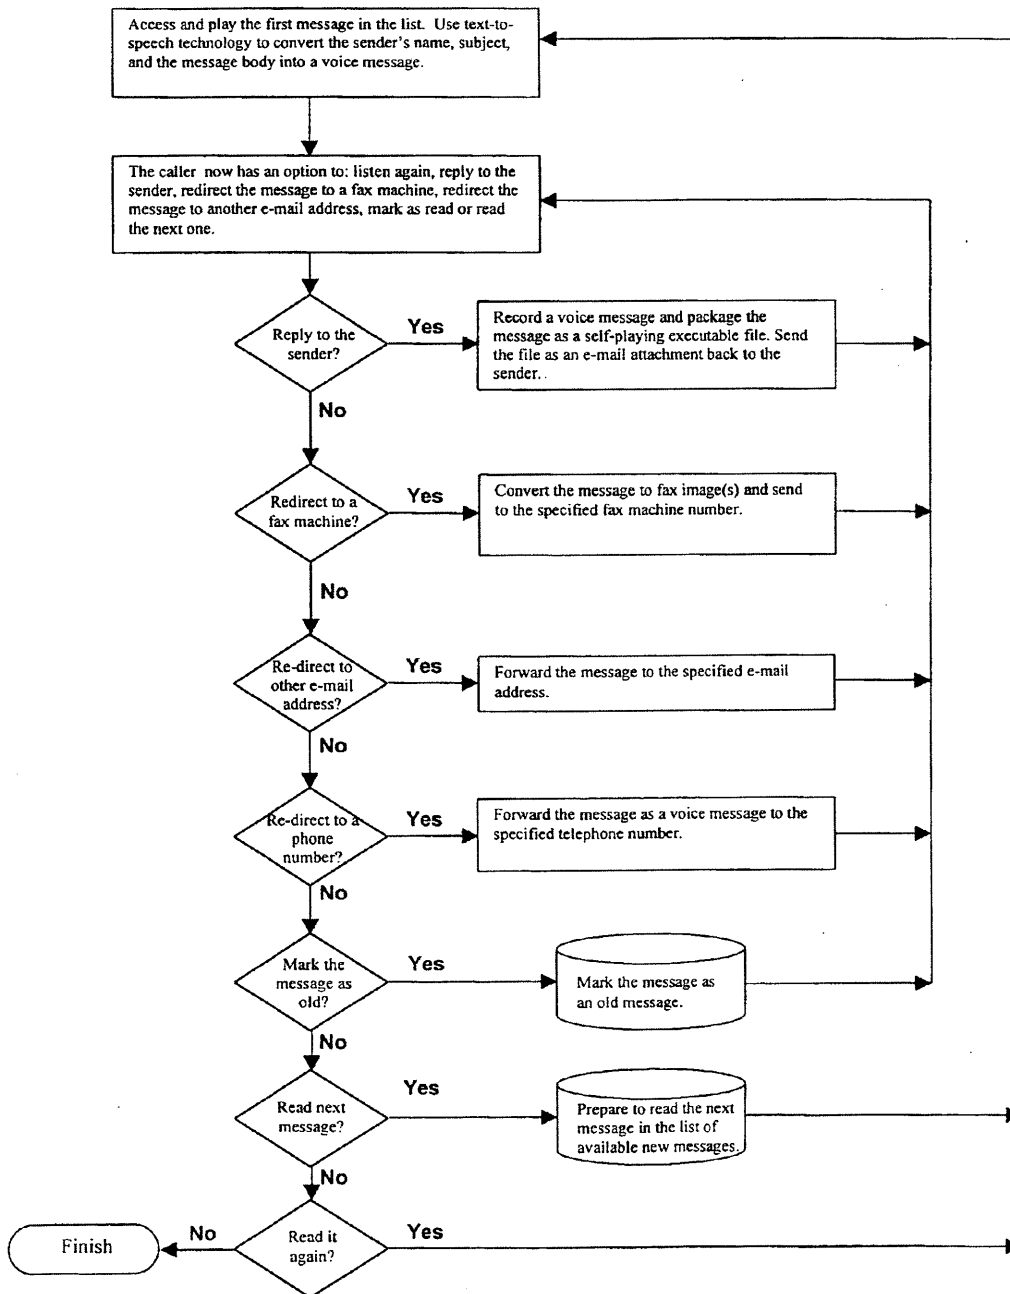 Access and play the first message in the list. Use text-to-
speech technology to convert the sender's name, subject,
and the message body into a voice message.
The caller now has an option to: listen again, reply to the
sender, redirect the message to a fax machine, redirect the
message to another e-mail address, mark as read or read
the next one.
Reply to the
sender?
Yes
Record a voice message and package the
message as a self-playing executable file. Send
the file as an e-mail attachment back to the
sender..
No
Redirect to a
fax machine?
Yes
Convert the message to fax image(s) and send
to the specified fax machine number.
No
Re-direct to
other e-mail
address?
Yes
Forward the message to the specified e-mail
address.
No
Re-direct to a
phone
number?
Yes
Forward the message as a voice message to the
specified telephone number.
No
Mark the
message as
old?
Yes
Mark the message as
an old message.
No
Read next
message?
Yes
Prepare to read the next
message in the list of
available new messages.
No
Read it
again?
Yes
No
Finish